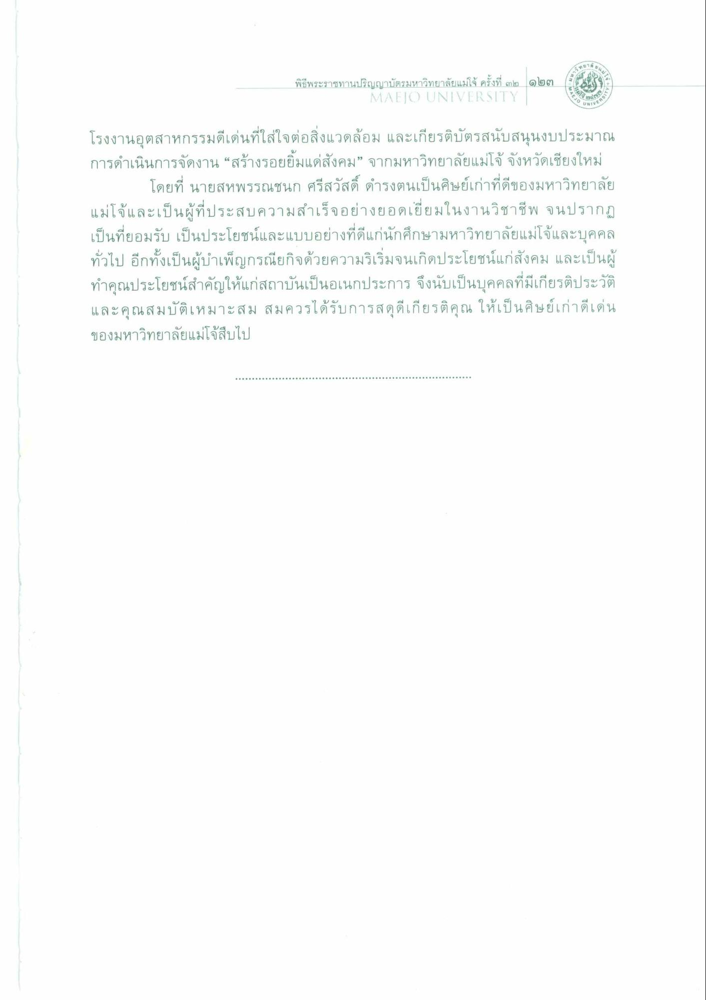 พิธีพระราชทานปริญญาบัตรมหาวิทยาลัยแม่โจ้ ครั้งที่ ๓๒ ๑๒๓
MAEJO UNIVERSITY
มหาวิทยาลัยแม่โจ้
แม่โจ้ ๒๔๗๗
MAEJO UNIVERSITY
โรงงานอุตสาหกรรมดีเด่นที่ใส่ใจต่อสิ่งแวดล้อม และเกียรติบัตรสนับสนุนงบประมาณ
การดำเนินการจัดงาน “สร้างรอยยิ้มแด่สังคม” จากมหาวิทยาลัยแม่โจ้ จังหวัดเชียงใหม่
โดยที่ นายสหพรรณชนก ศรีสวัสดิ์ ดำรงตนเป็นศิษย์เก่าที่ดีของมหาวิทยาลัย
แม่โจ้และเป็นผู้ที่ประสบความสำเร็จอย่างยอดเยี่ยมในงานวิชาชีพ จนปรากฏ
เป็นที่ยอมรับ เป็นประโยชน์และแบบอย่างที่ดีแก่นักศึกษามหาวิทยาลัยแม่โจ้และบุคคล
ทั่วไป อีกทั้งเป็นผู้บำเพ็ญกรณียกิจด้วยความริเริ่มจนเกิดประโยชน์แก่สังคม และเป็นผู้
ทำคุณประโยชน์สำคัญให้แก่สถาบันเป็นอเนกประการ จึงนับเป็นบุคคลที่มีเกียรติประวัติ
และคุณสมบัติเหมาะสม สมควรได้รับการสดุดีเกียรติคุณ ให้เป็นศิษย์เก่าดีเด่น
ของมหาวิทยาลัยแม่โจ้สืบไป